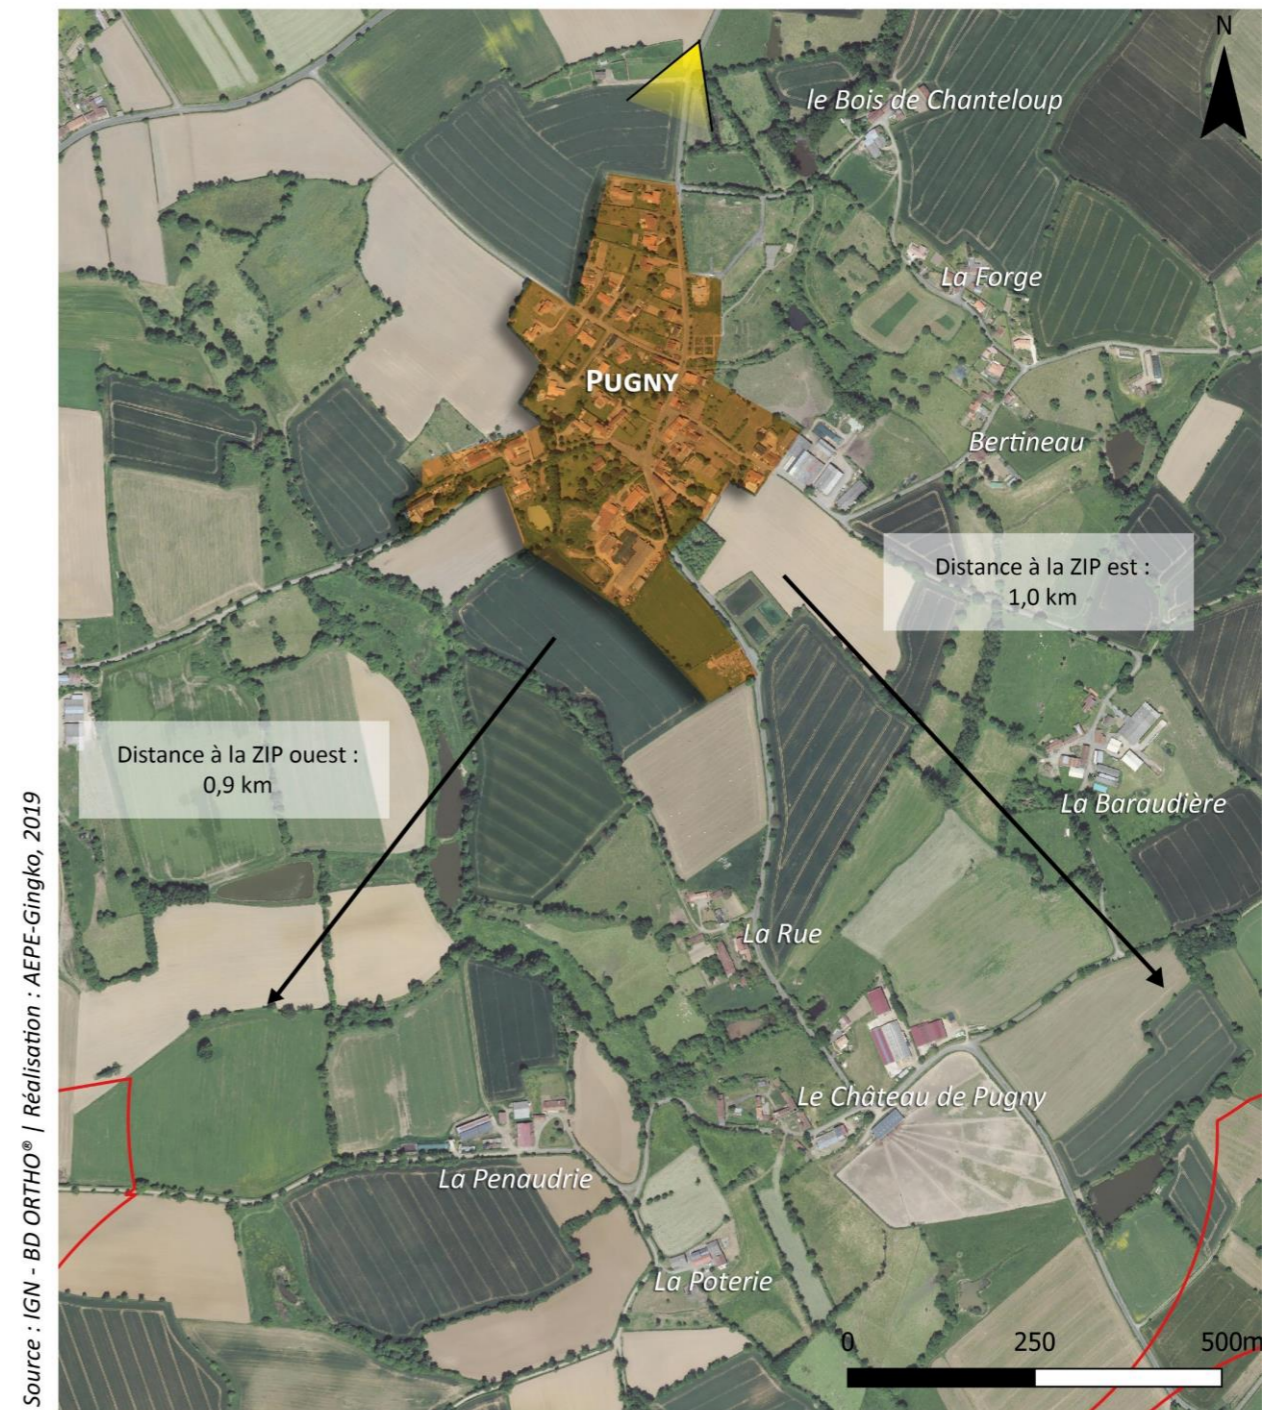 N
le Bois de Chanteloup
La Forge
PUGNY
Bertineau
Distance à la ZIP est :
1,0 km
Distance à la ZIP ouest :
0,9 km
La Baraudière
La Rue
Le Château de Pugny
La Penaudrie
La Poterie
0 250 500m
Source : IGN - BD ORTHO® | Réalisation : AEPE-Gingko, 2019